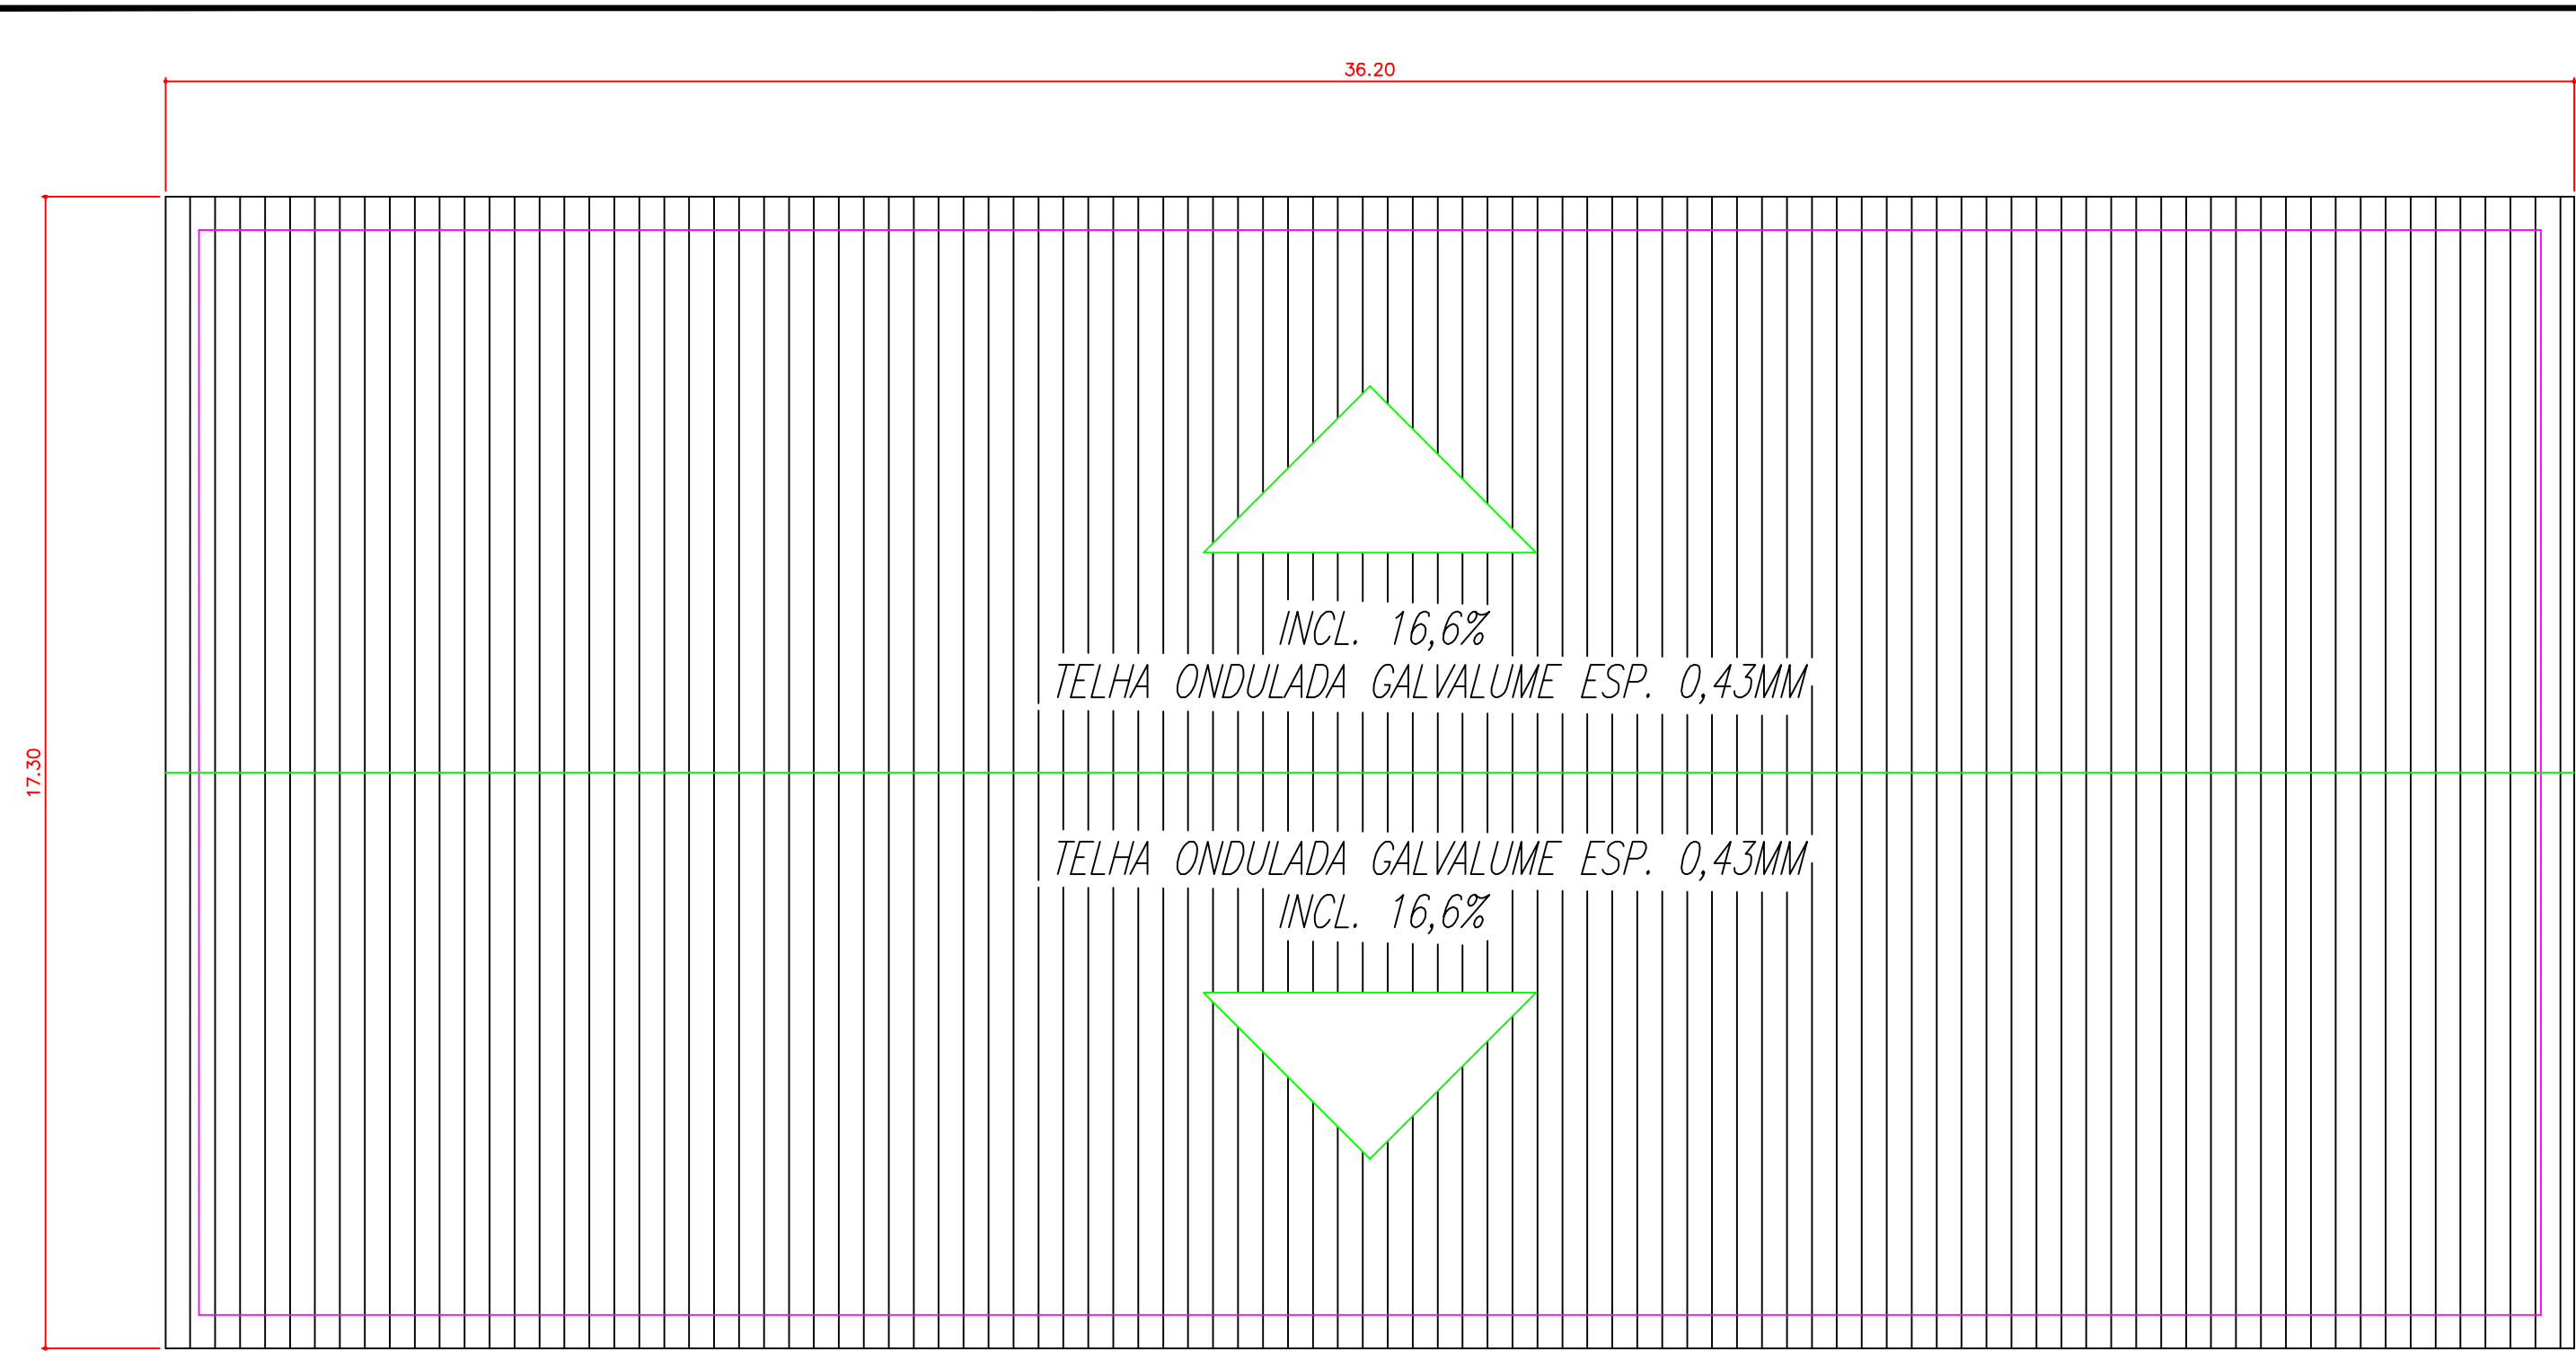 36.20
INCL. 16,6%
TELHA ONDULADA GALVALUME ESP. 0,43MM
17.30
TELHA ONDULADA GALVALUME ESP. 0,43MM
INCL. 16,6%